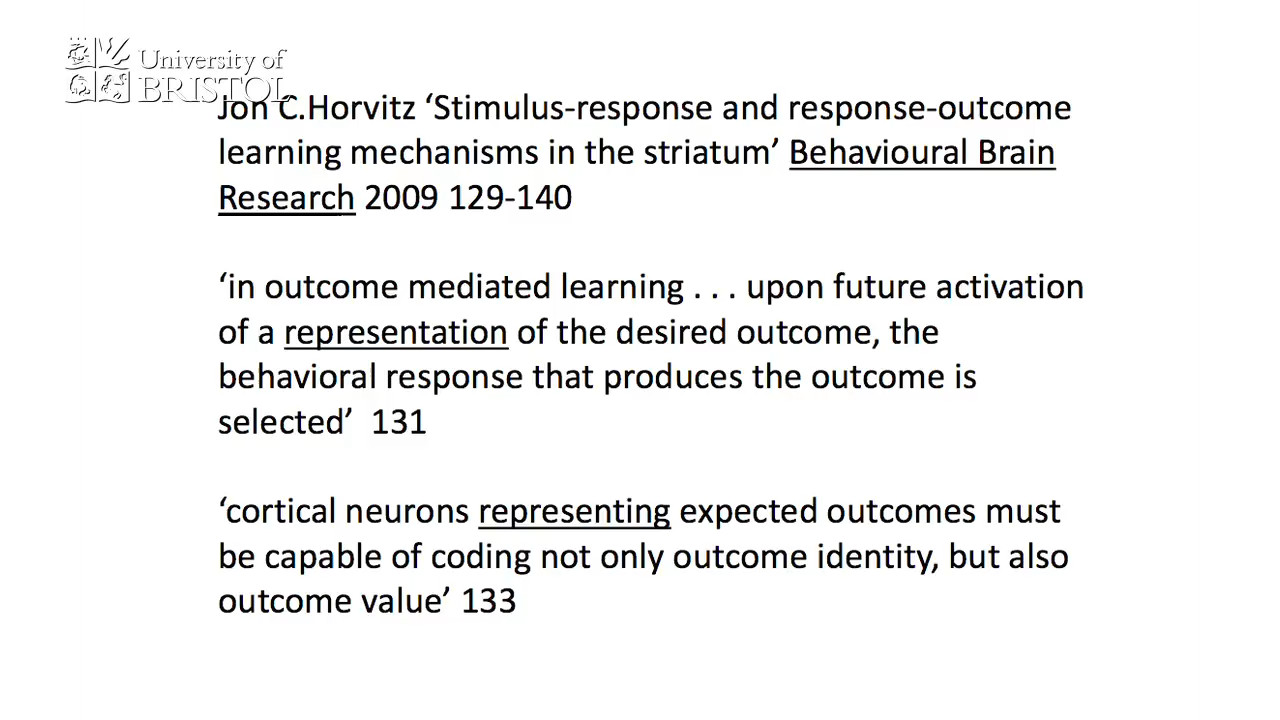 University of
BRISTOL
Jon C.Horvitz ‘Stimulus-response and response-outcome
learning mechanisms in the striatum’ Behavioural Brain
Research 2009 129-140
‘in outcome mediated learning . . . upon future activation
of a representation of the desired outcome, the
behavioral response that produces the outcome is
selected’ 131
‘cortical neurons representing expected outcomes must
be capable of coding not only outcome identity, but also
outcome value’ 133